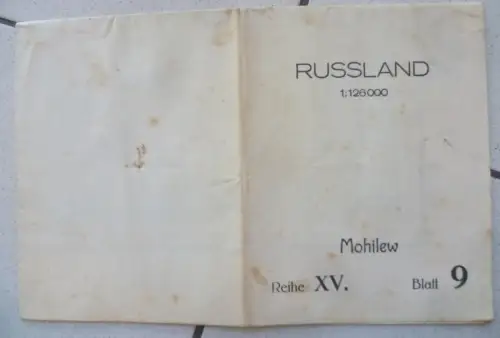 RUSSLAND
1:126000
Mohilew
Reihe XV. Blatt 9